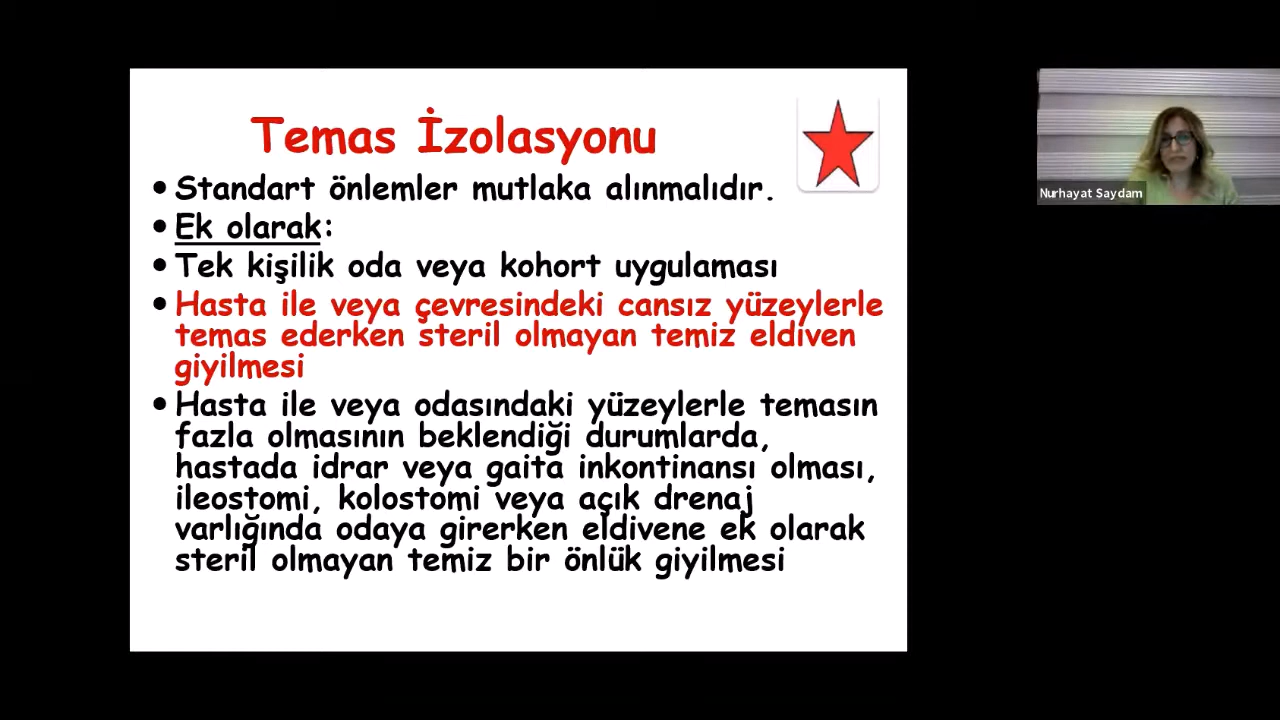 Temas İzolasyonu
• Standart önlemler mutlaka alınmalıdır.
• Ek olarak:
• Tek kişilik oda veya kohort uygulaması
• Hasta ile veya çevresindeki cansız yüzeylerle
temas ederken steril olmayan temiz eldiven
giyilmesi
• Hasta ile veya odasındaki yüzeylerle temasın
fazla olmasının beklendiği durumlarda,
hastada idrar veya gaita inkontinansı olması,
ileostomi, kolostomi veya açık drenaj
varlığında odaya girerken eldivene ek olarak
steril olmayan temiz bir önlük giyilmesi
Nurhayat Saydam